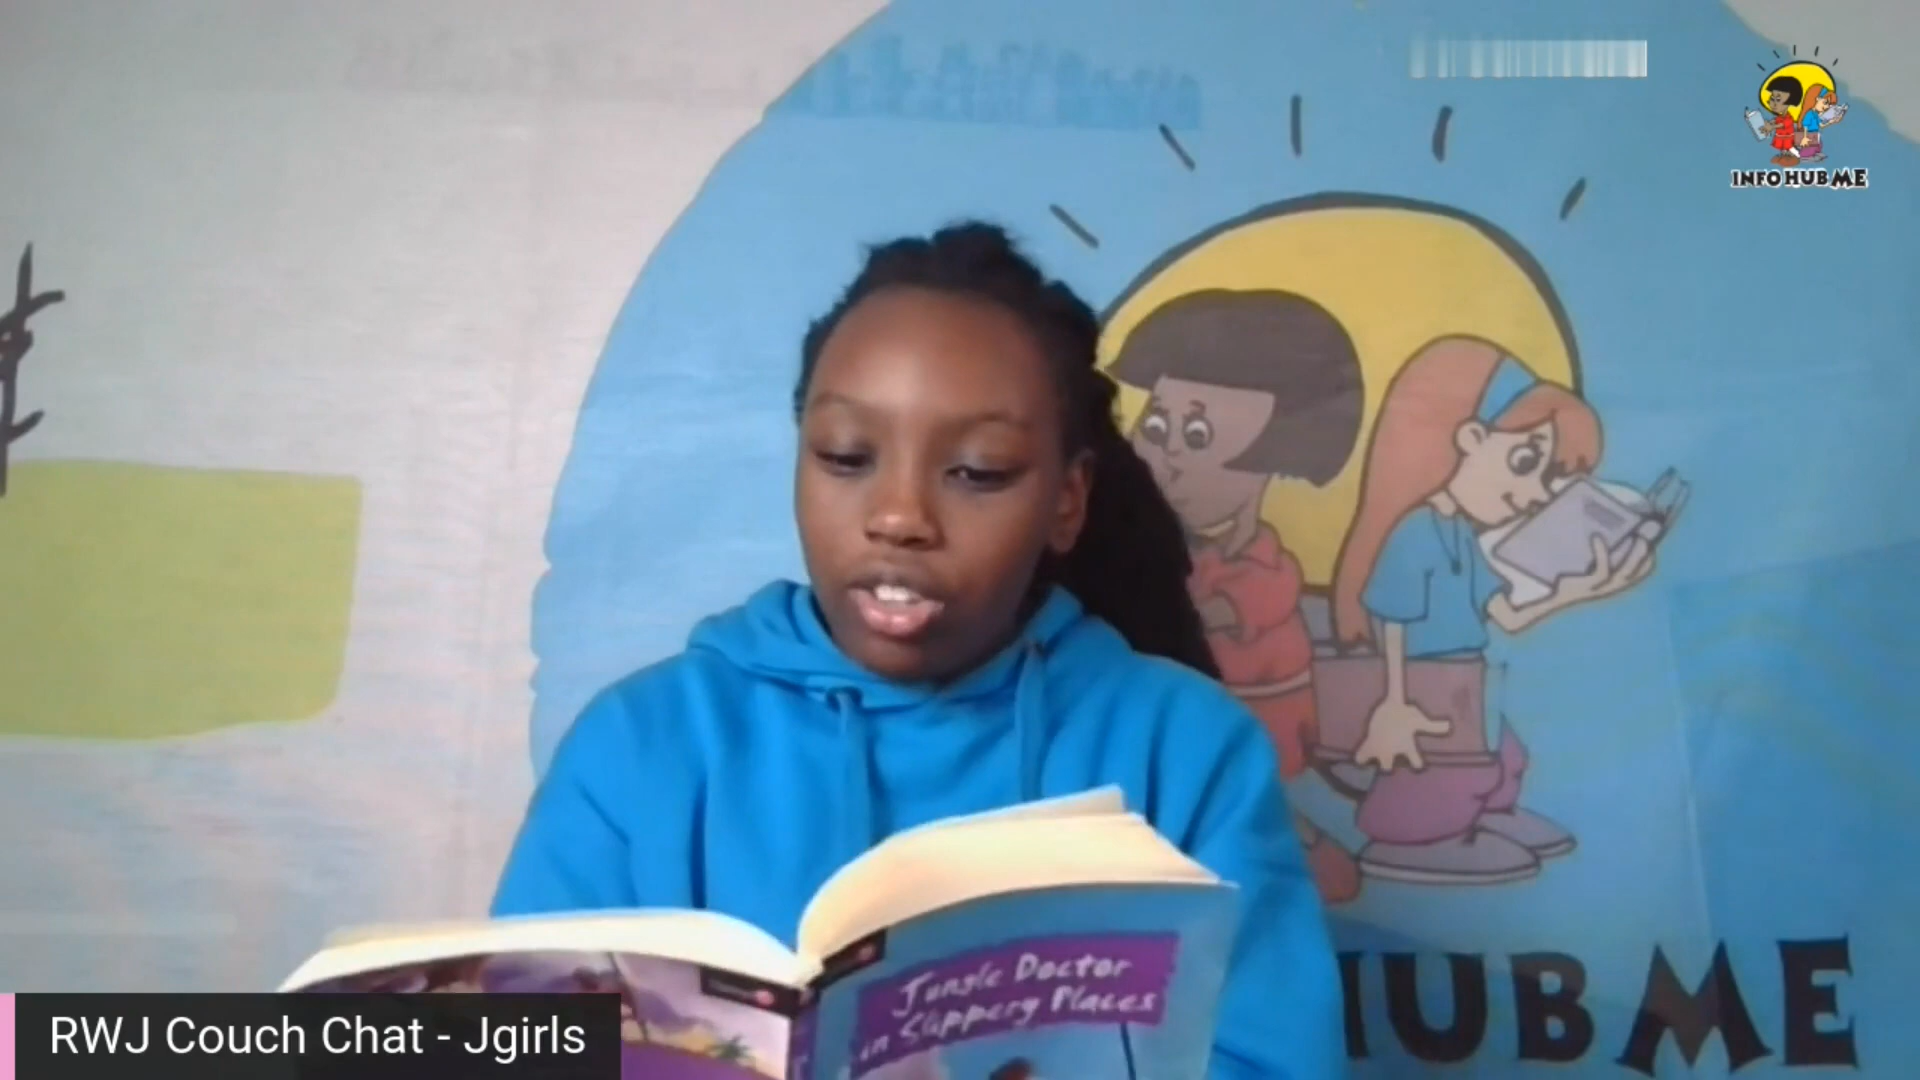 INFO HUB ME
Jungle Doctor
in Slippery Places
HUB ME
RWJ Couch Chat - Jgirls